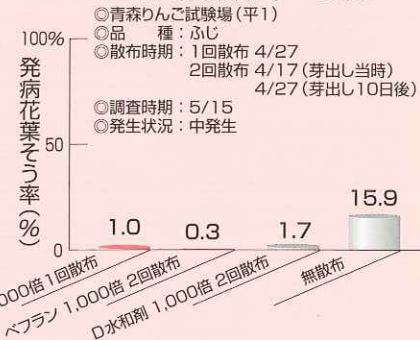 ◎青森りんご試験場(平1)
◎品　種：ふじ
◎散布時期：1回散布 4/27
2回散布 4/17(芽出し当時)
4/27(芽出し10日後)
◎調査時期：5/15
◎発生状況：中発生
発病花葉そう率(%)
100%
50
0
1.0
0.3
1.7
15.9
000倍 1回散布
ベフラン 1,000倍 2回散布
D水和剤 1,000倍 2回散布
無散布